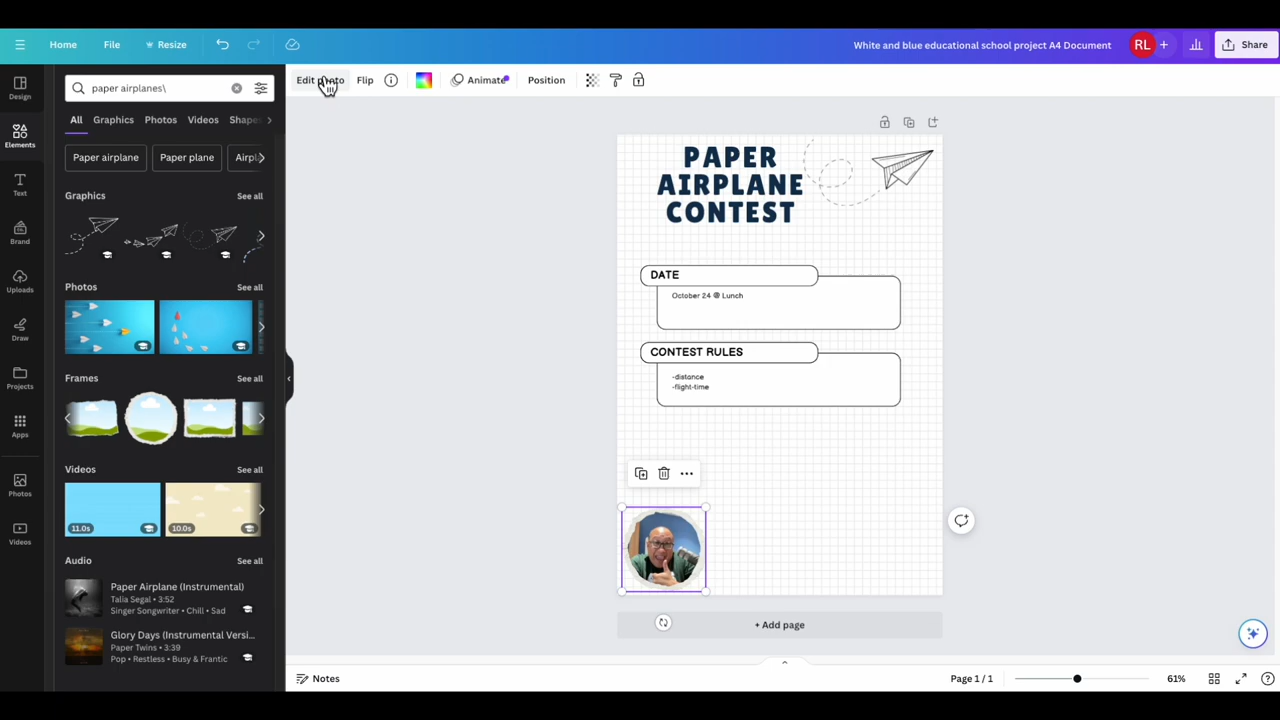 Home File Resize
White and blue educational school project A4 Document RL + Share
paper airplanes\
Edit photo Flip Animate Position
Design
Elements
Text
Brand
Uploads
Draw
Projects
Apps
Photos
Videos
All Graphics Photos Videos Shapes
Paper airplane Paper plane Airpl
Graphics See all
Photos See all
Frames See all
Videos See all
11.0s 10.0s
Audio See all
Paper Airplane (Instrumental)
Talia Segal • 3:52
Singer Songwriter • Chill • Sad
Glory Days (Instrumental Versi...
Paper Twins • 3:39
Pop • Restless • Busy & Frantic
PAPER
AIRPLANE
CONTEST
DATE
October 24 @ Lunch
CONTEST RULES
-distance
-flight-time
+ Add page
Notes
Page 1 / 1 61%